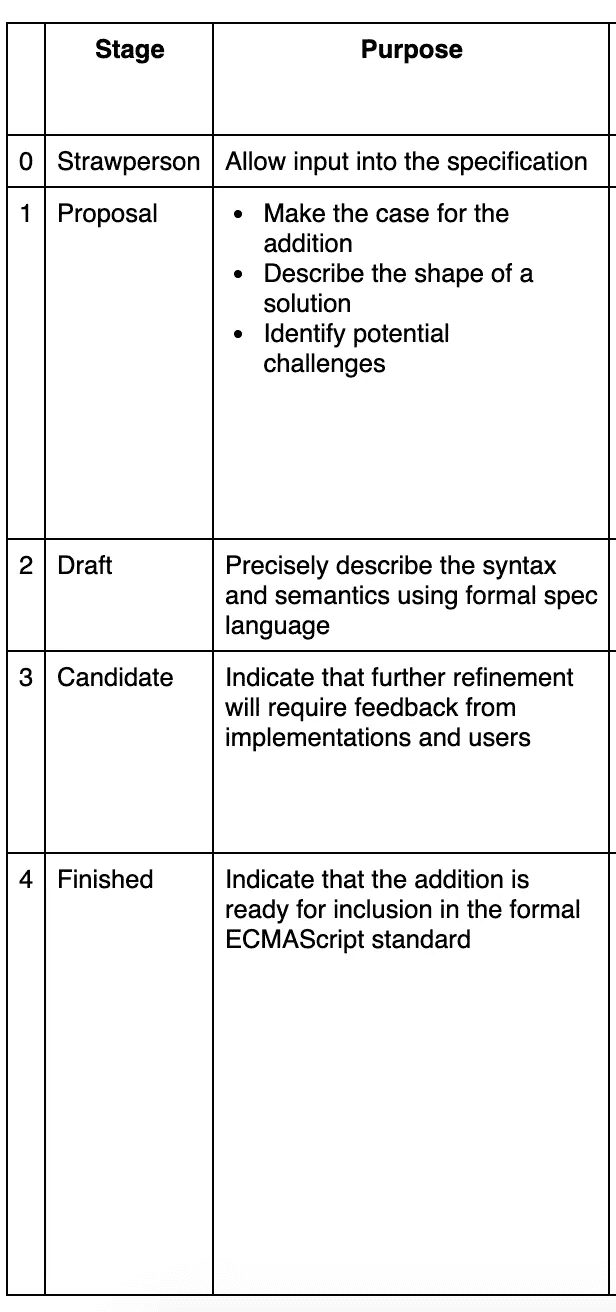 Stage Purpose
0 Strawperson Allow input into the specification
1 Proposal • Make the case for the
addition
• Describe the shape of a
solution
• Identify potential
challenges
2 Draft Precisely describe the syntax
and semantics using formal spec
language
3 Candidate Indicate that further refinement
will require feedback from
implementations and users
4 Finished Indicate that the addition is
ready for inclusion in the formal
ECMAScript standard